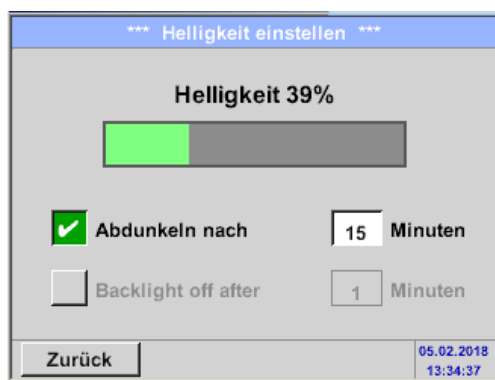 *** Helligkeit einstellen ***
Helligkeit 39%
Abdunkeln nach 15 Minuten
Backlight off after 1 Minuten
Zurück
05.02.2018
13:34:37